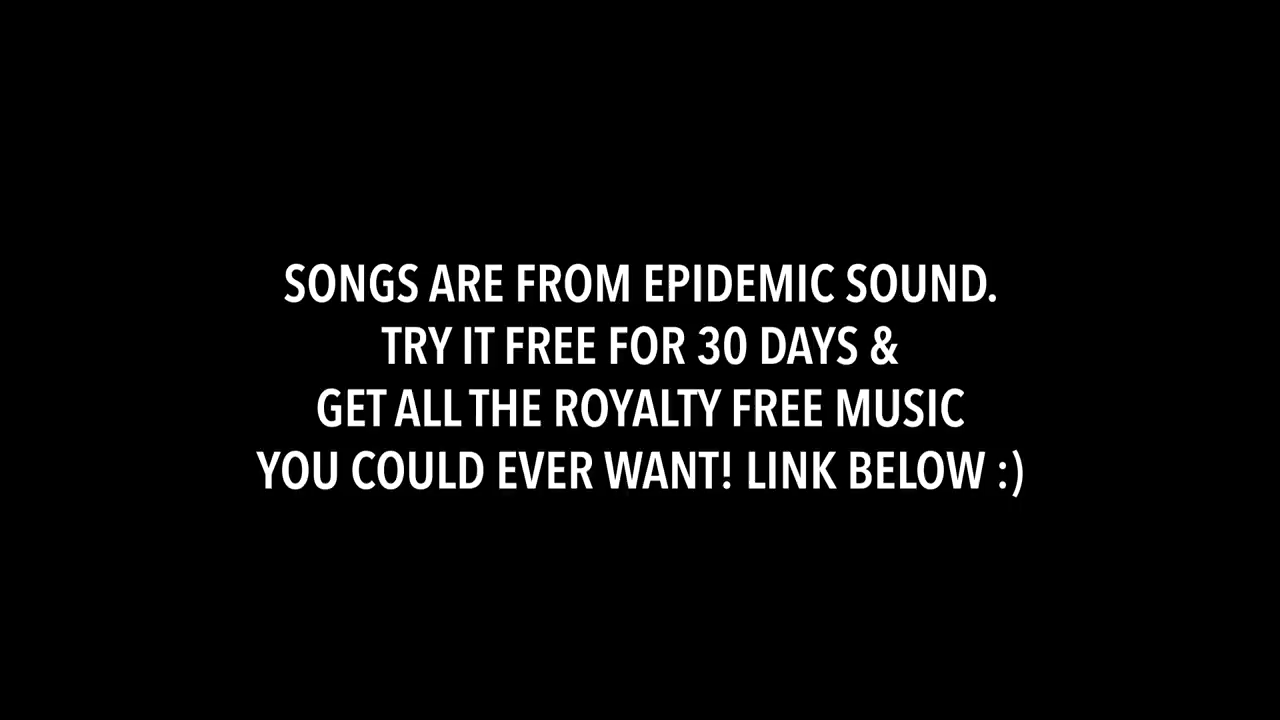 SONGS ARE FROM EPIDEMIC SOUND.
TRY IT FREE FOR 30 DAYS &
GET ALL THE ROYALTY FREE MUSIC
YOU COULD EVER WANT! LINK BELOW :)